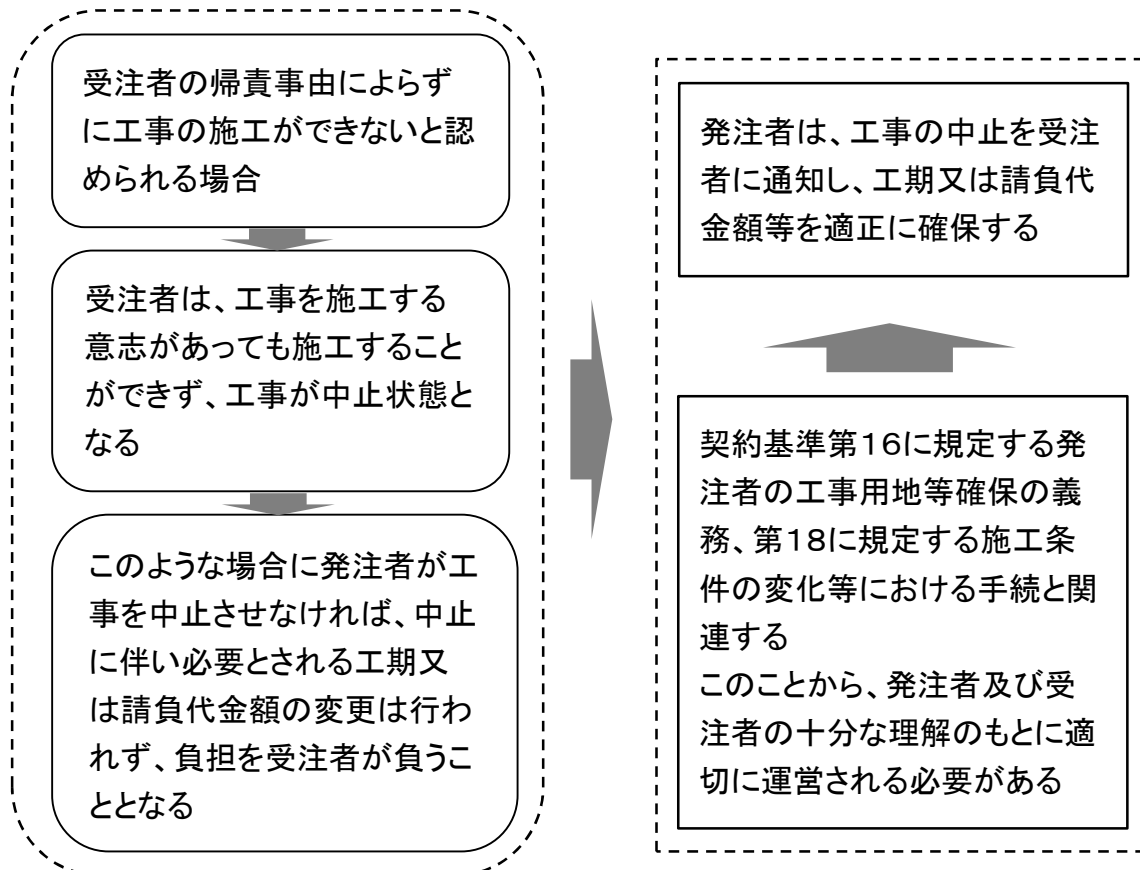 受注者の帰責事由によらず
に工事の施工ができないと認
められる場合
受注者は、工事を施工する
意志があっても施工すること
ができず、工事が中止状態と
なる
このような場合に発注者が工
事を中止させなければ、中止
に伴い必要とされる工期又
は請負代金額の変更は行わ
れず、負担を受注者が負うこ
ととなる
発注者は、工事の中止を受注
者に通知し、工期又は請負代
金額等を適正に確保する
契約基準第16に規定する発
注者の工事用地等確保の義
務、第18に規定する施工条
件の変化等における手続と関
連する
このことから、発注者及び受
注者の十分な理解のもとに適
切に運営される必要がある